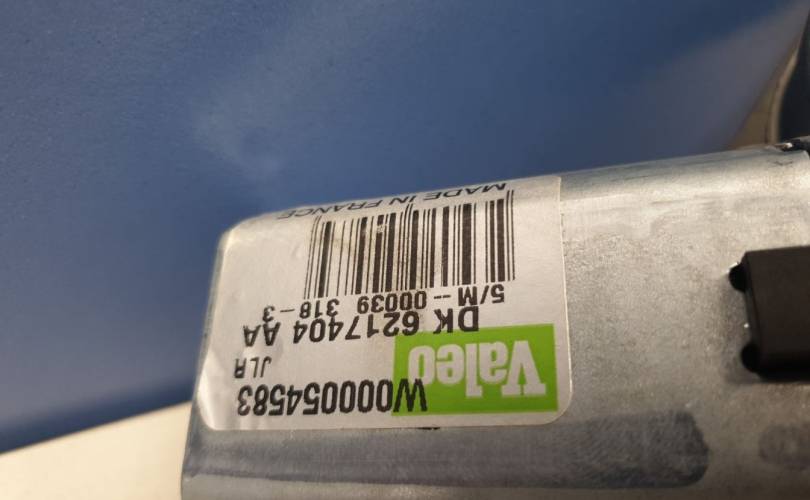 Valeo W000054583
JLR
DK 6217404 AA
5/M -- 00039 318-3
MADE IN FRANCE